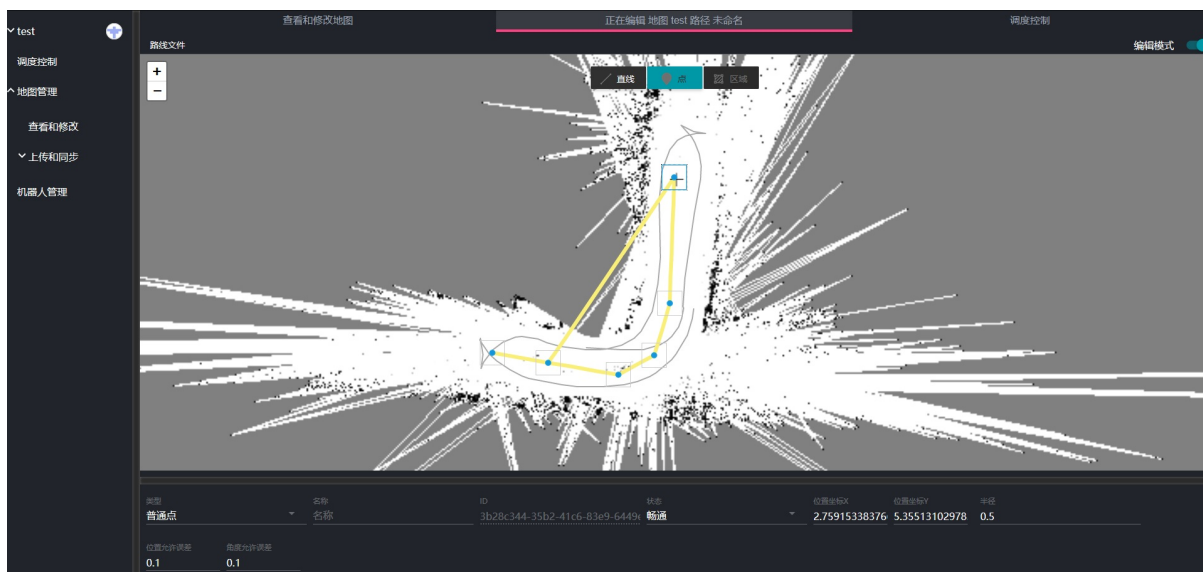 test
查看和修改地图
正在编辑 地图 test 路径 未命名
调度控制
路线文件
编辑模式
调度控制
地图管理
查看和修改
上传和同步
机器人管理
+
−
直线
点
区域
类型
普通点
名称
名称
ID
3b28c344-35b2-41c6-83e9-6449
状态
畅通
位置坐标X
2.75915338376
位置坐标Y
5.35513102978
半径
0.5
位置允许误差
0.1
角度允许误差
0.1